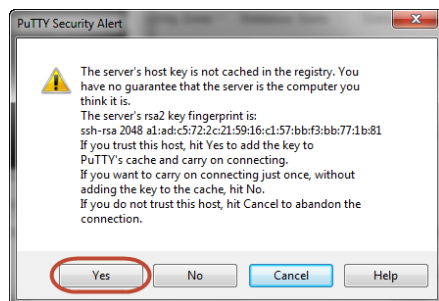 PuTTY Security Alert
The server's host key is not cached in the registry. You
have no guarantee that the server is the computer you
think it is.
The server's rsa2 key fingerprint is:
ssh-rsa 2048 a1:ad:c5:72:2c:21:59:16:c1:57:bb:f3:bb:77:1b:81
If you trust this host, hit Yes to add the key to
PuTTY's cache and carry on connecting.
If you want to carry on connecting just once, without
adding the key to the cache, hit No.
If you do not trust this host, hit Cancel to abandon the
connection.
Yes No Cancel Help